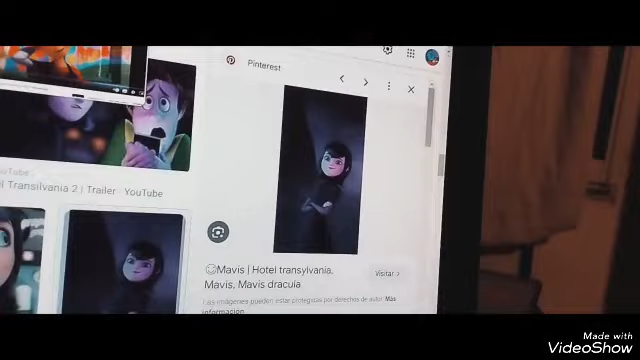 Pinterest
l Transilvania 2 | Trailer · YouTube
Mavis | Hotel transylvania,
Mavis, Mavis dracula
Visitar
Las imágenes pueden estar protegidas por derechos de autor. Más
información
Made with
VideoShow